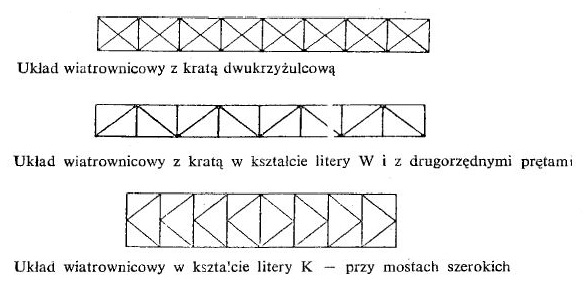 Układ wiatrownicowy z kratą dwukrzyżulcową
Układ wiatrownicowy z kratą w kształcie litery W i z drugorzędnymi prętami
Układ wiatrownicowy w kształcie litery K — przy mostach szerokich